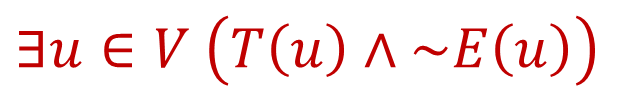 ∃u ∈ V (T(u) ∧ ~E(u))